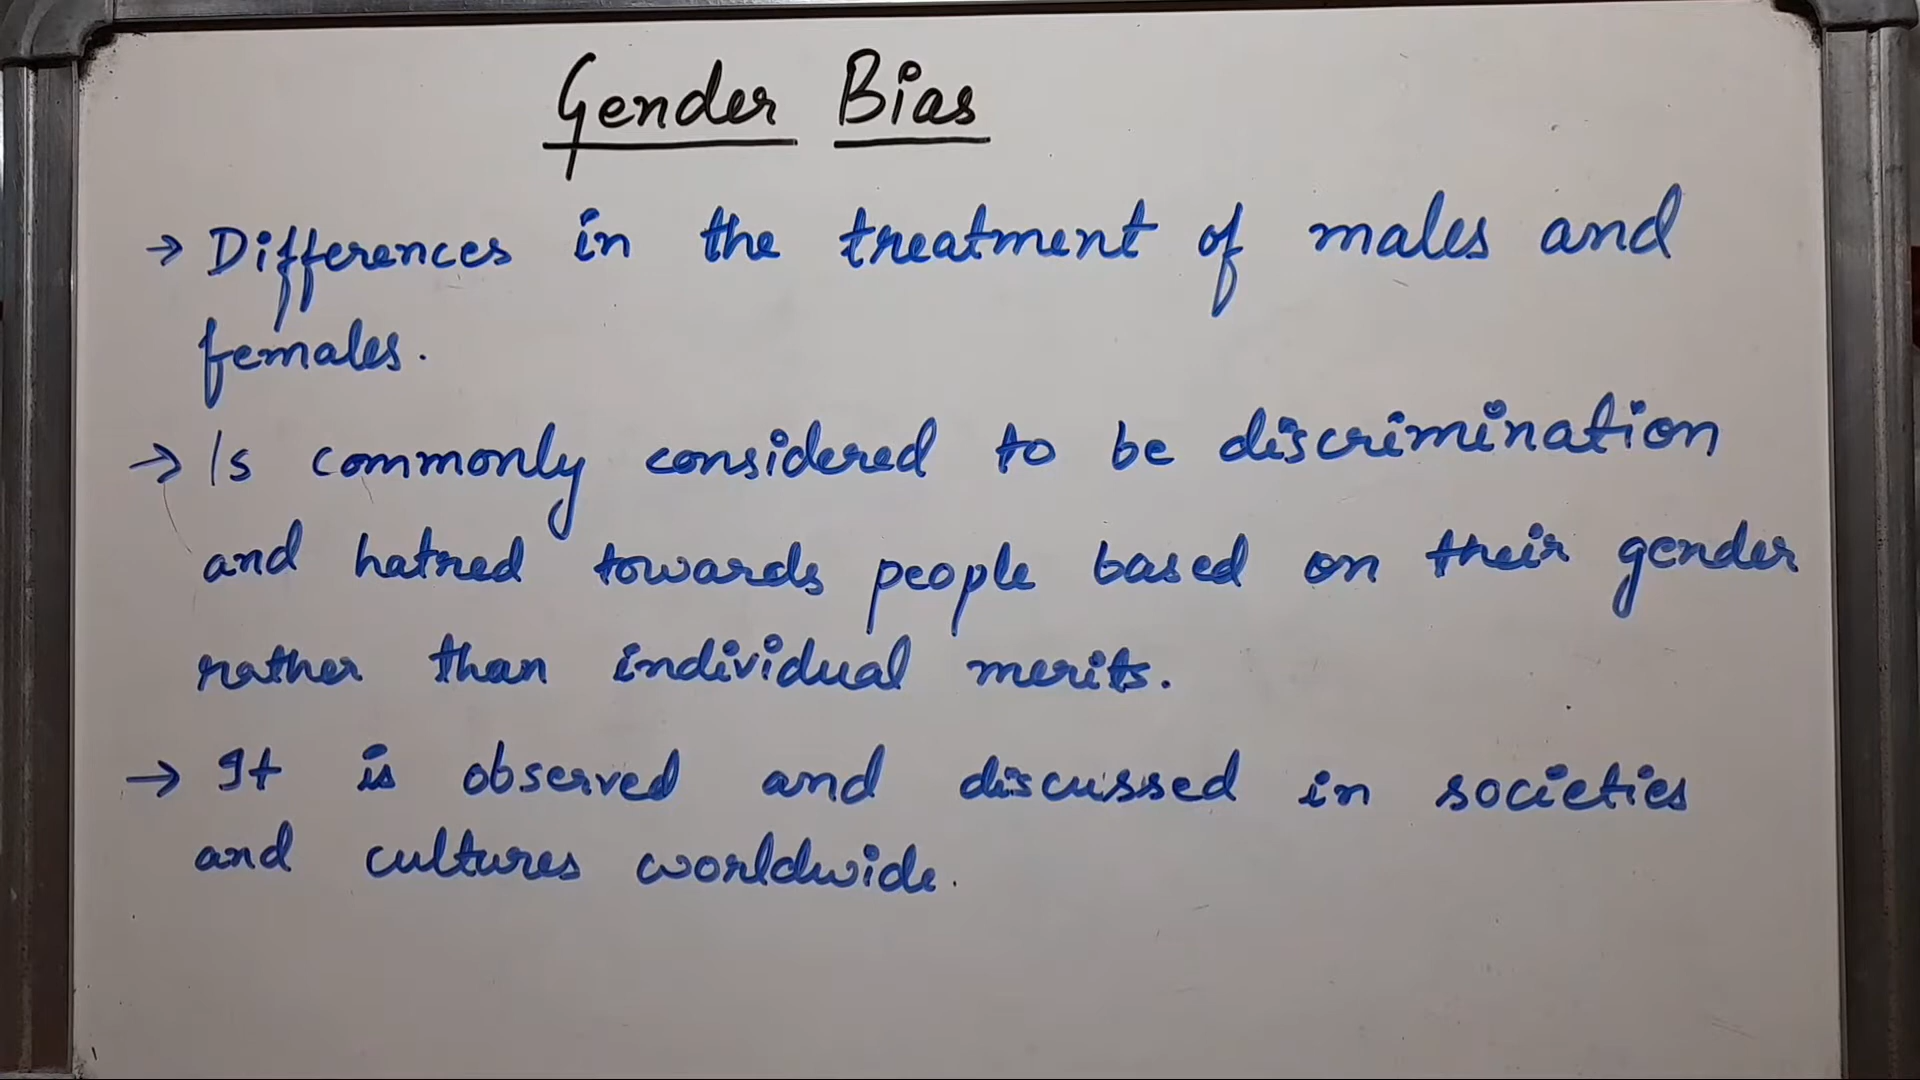 Gender Bias
→ Differences in the treatment of males and
females.
→ Is commonly considered to be discrimination
and hatred towards people based on their gender
rather than individual merits.
→ It is observed and discussed in societies
and cultures worldwide.